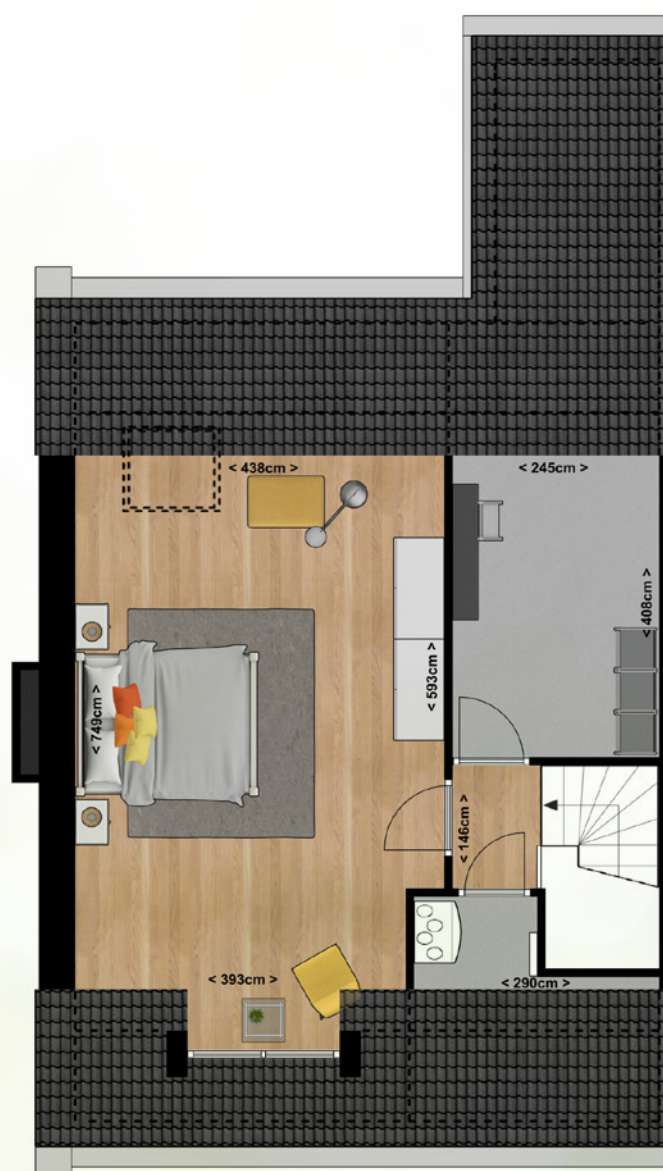 < 438cm >
< 245cm >
< 408cm >
< 593cm >
< 749cm >
< 146cm >
< 393cm >
< 290cm >